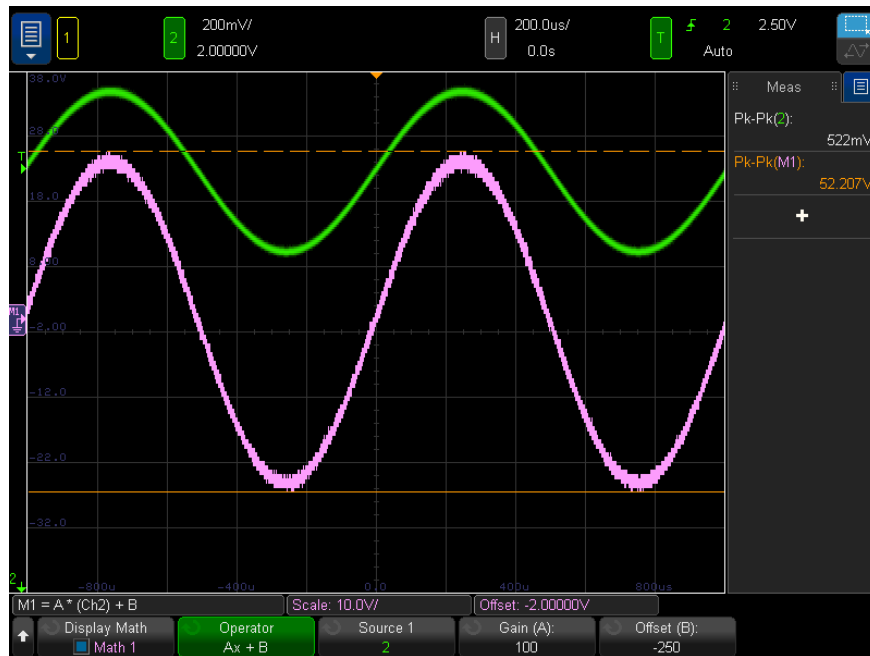 1 2 200mV/ 2.00000V H 200.0us/ 0.0s T 2 2.50V Auto
38.0V
Meas
Pk-Pk(2):
28.0
522mV
T
Pk-Pk(M1):
52.207V
18.0
+
8.00
M1
-2.00
-12.0
-22.0
-32.0
2
-800u -400u 0.0 400u 800us
M1 = A * (Ch2) + B Scale: 10.0V/ Offset: -2.00000V
Display Math Operator Source 1 Gain (A): Offset (B):
Math 1 Ax + B 2 100 -250